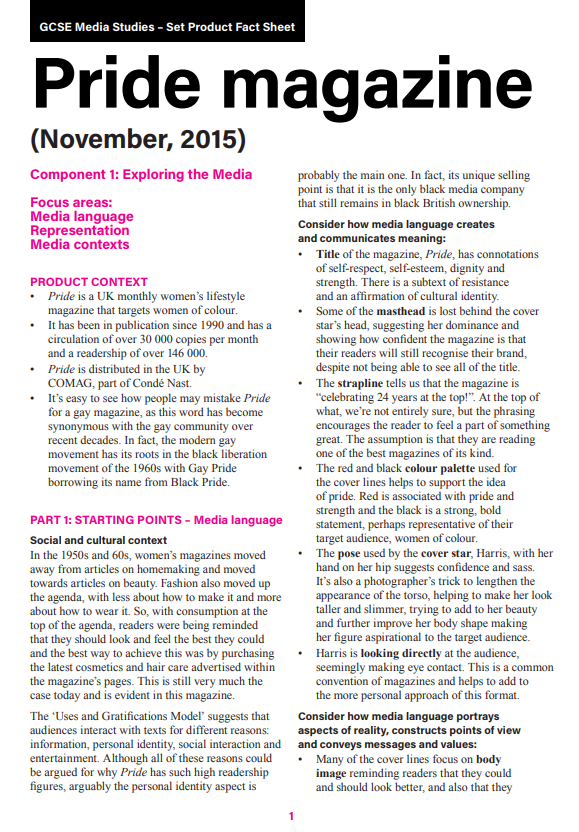 GCSE Media Studies – Set Product Fact Sheet
Pride magazine
(November, 2015)
Component 1: Exploring the Media
Focus areas:
Media language
Representation
Media contexts
PRODUCT CONTEXT
• Pride is a UK monthly women's lifestyle
magazine that targets women of colour.
• It has been in publication since 1990 and has a
circulation of over 30 000 copies per month
and a readership of over 146 000.
• Pride is distributed in the UK by
COMAG, part of Condé Nast.
• It's easy to see how people may mistake Pride
for a gay magazine, as this word has become
synonymous with the gay community over
recent decades. In fact, the modern gay
movement has its roots in the black liberation
movement of the 1960s with Gay Pride
borrowing its name from Black Pride.
PART 1: STARTING POINTS – Media language
Social and cultural context
In the 1950s and 60s, women's magazines moved
away from articles on homemaking and moved
towards articles on beauty. Fashion also moved up
the agenda, with less about how to make it and more
about how to wear it. So, with consumption at the
top of the agenda, readers were being reminded
that they should look and feel the best they could
and the best way to achieve this was by purchasing
the latest cosmetics and hair care advertised within
the magazine's pages. This is still very much the
case today and is evident in this magazine.
The 'Uses and Gratifications Model' suggests that
audiences interact with texts for different reasons:
information, personal identity, social interaction and
entertainment. Although all of these reasons could
be argued for why Pride has such high readership
figures, arguably the personal identity aspect is
probably the main one. In fact, its unique selling
point is that it is the only black media company
that still remains in black British ownership.
Consider how media language creates
and communicates meaning:
• Title of the magazine, Pride, has connotations
of self-respect, self-esteem, dignity and
strength. There is a subtext of resistance
and an affirmation of cultural identity.
• Some of the masthead is lost behind the cover
star's head, suggesting her dominance and
showing how confident the magazine is that
their readers will still recognise their brand,
despite not being able to see all of the title.
• The strapline tells us that the magazine is
"celebrating 24 years at the top!". At the top of
what, we're not entirely sure, but the phrasing
encourages the reader to feel a part of something
great. The assumption is that they are reading
one of the best magazines of its kind.
• The red and black colour palette used for
the cover lines helps to support the idea
of pride. Red is associated with pride and
strength and the black is a strong, bold
statement, perhaps representative of their
target audience, women of colour.
• The pose used by the cover star, Harris, with her
hand on her hip suggests confidence and sass.
It's also a photographer's trick to lengthen the
appearance of the torso, helping to make her look
taller and slimmer, trying to add to her beauty
and further improve her body shape making
her figure aspirational to the target audience.
• Harris is looking directly at the audience,
seemingly making eye contact. This is a common
convention of magazines and helps to add to
the more personal approach of this format.
Consider how media language portrays
aspects of reality, constructs points of view
and conveys messages and values:
• Many of the cover lines focus on body
image reminding readers that they could
and should look better, and also that they
1